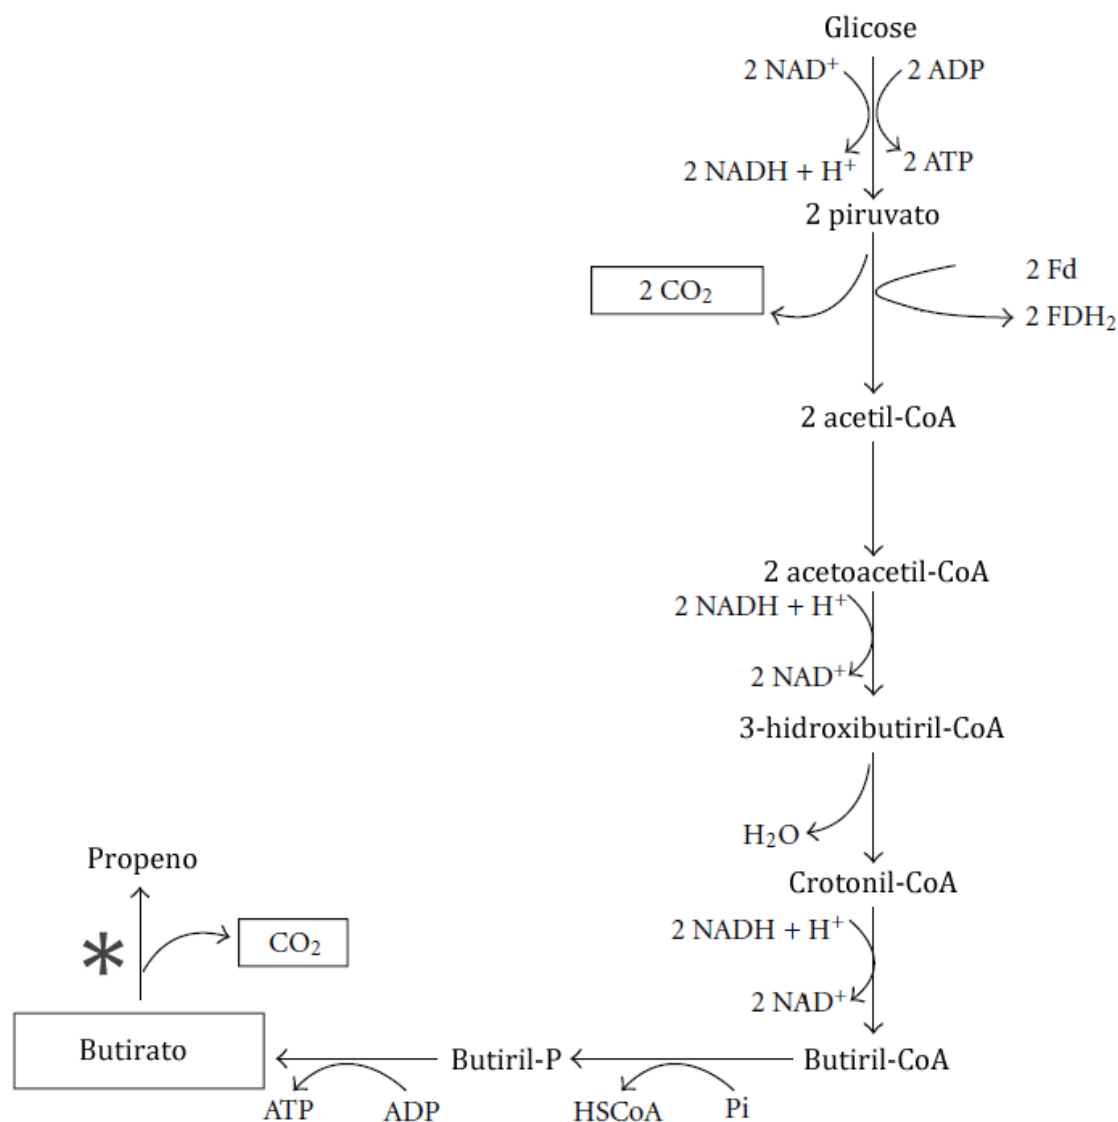 Glicose
2 NAD⁺ 2 ADP
2 NADH + H⁺ 2 ATP
2 piruvato
2 CO₂
2 Fd
2 FDH₂
2 acetil-CoA
2 acetoacetil-CoA
2 NADH + H⁺
2 NAD⁺
3-hidroxibutiril-CoA
H₂O
Crotonil-CoA
2 NADH + H⁺
2 NAD⁺
Butiril-CoA
Pi
HSCoA
Butiril-P
ADP
ATP
Butirato
*
CO₂
Propeno